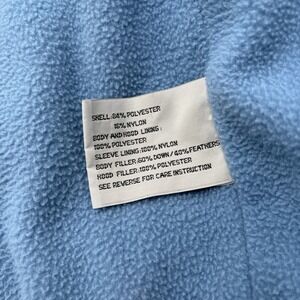 SHELL:84% POLYESTER
16% NYLON
BODY AND HOOD LINING:
100% POLYESTER
SLEEVE LINING:100% NYLON
BODY FILLER:60% DOWN/40% FEATHERS
HOOD FILLER:100% POLYESTER
SEE REVERSE FOR CARE INSTRUCTION